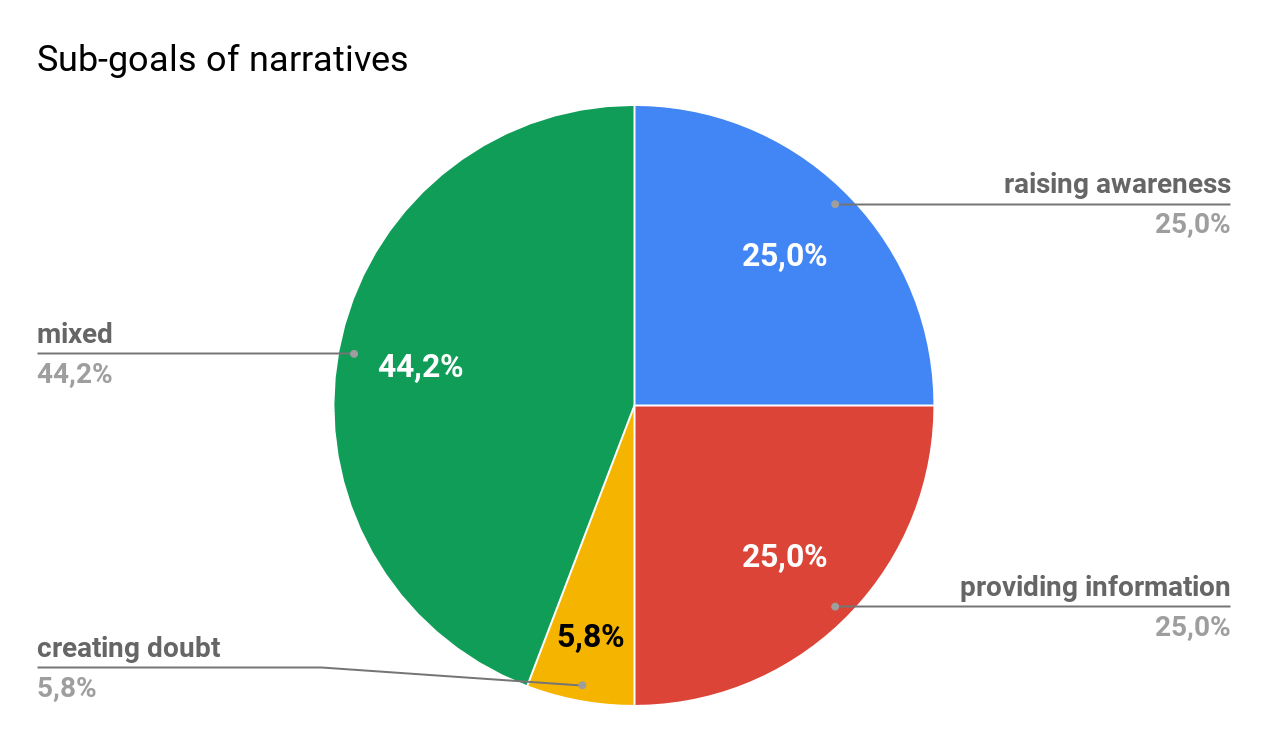 Sub-goals of narratives
raising awareness
25,0%
25,0%
mixed
44,2%
44,2%
25,0%
providing information
25,0%
creating doubt
5,8%
5,8%